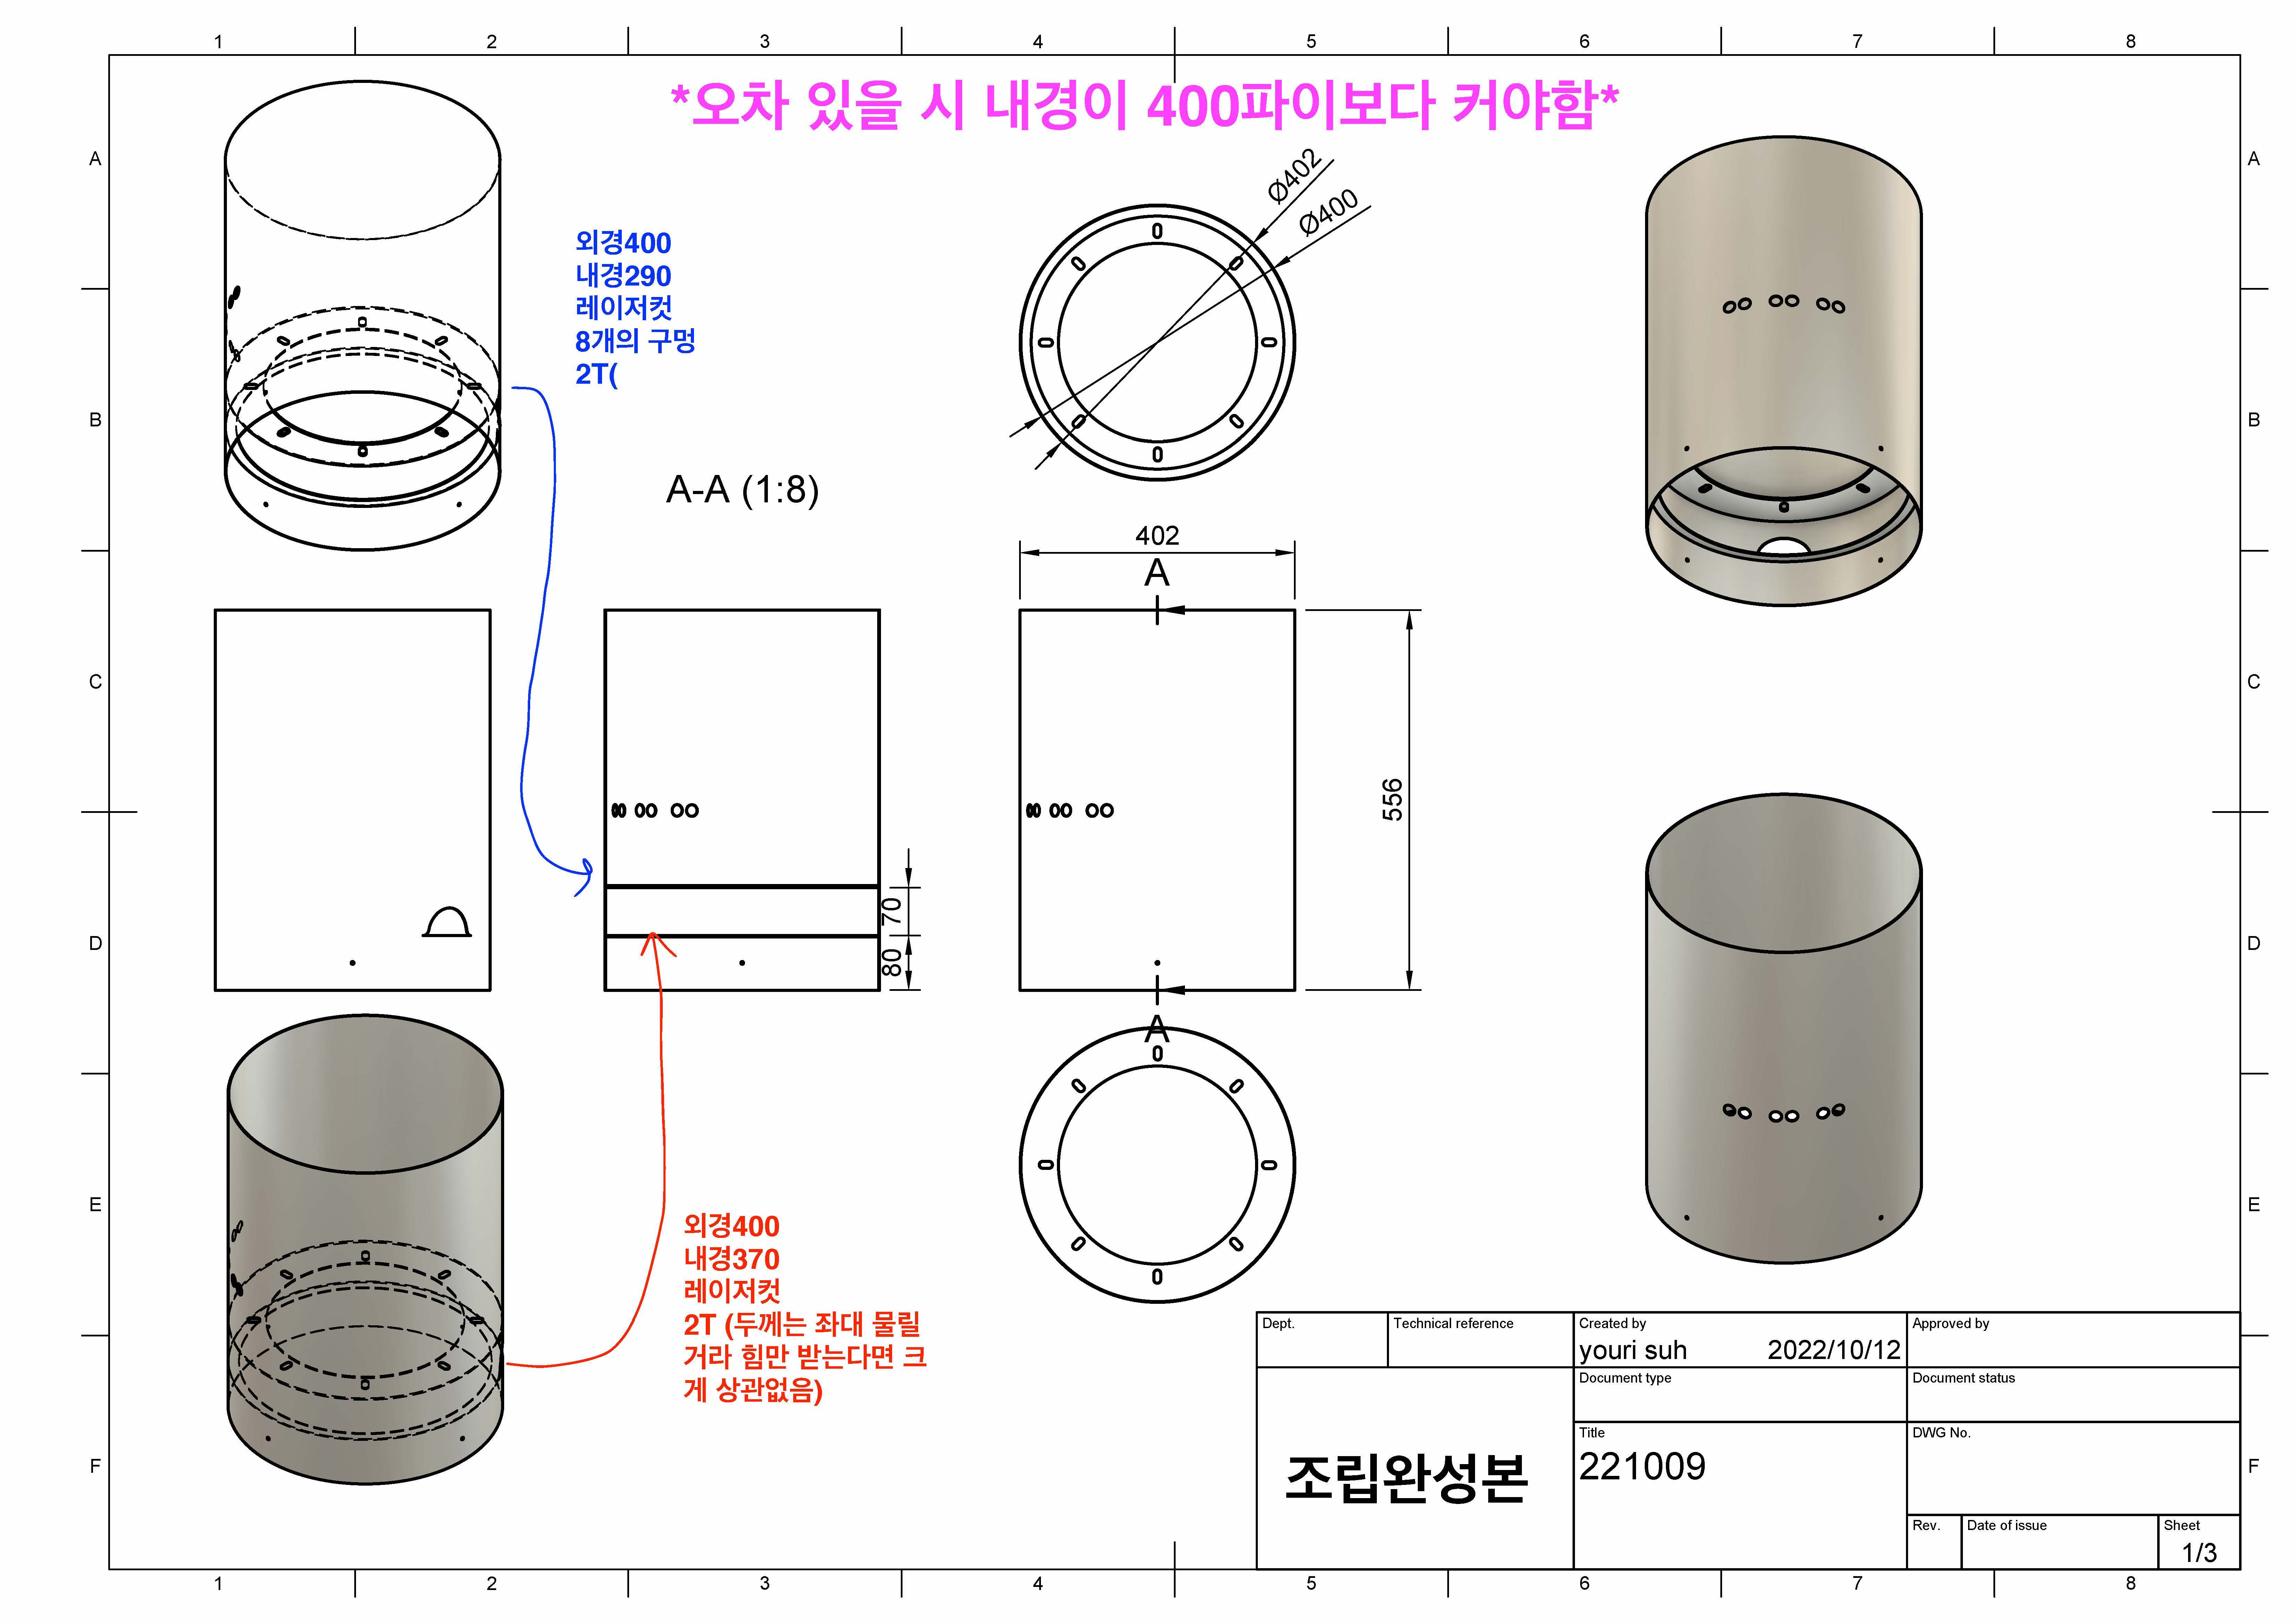 1 2 3 4 5 6 7 8
*오차 있을 시 내경이 400파이보다 커야함*
A A
Ø402
Ø400
외경400
내경290
레이저컷
8개의 구멍
2T(
B B
A-A (1:8)
402
A
C C
556
70
80
D D
A
E E
외경400
내경370
레이저컷
2T (두께는 좌대 물릴
거라 힘만 받는다면 크
게 상관없음)
F F
Dept.
Technical reference
Created by
youri suh 2022/10/12
Approved by
Document type
Document status
조립완성본
Title
221009
DWG No.
Rev.
Date of issue
Sheet
1/3
1 2 3 4 5 6 7 8